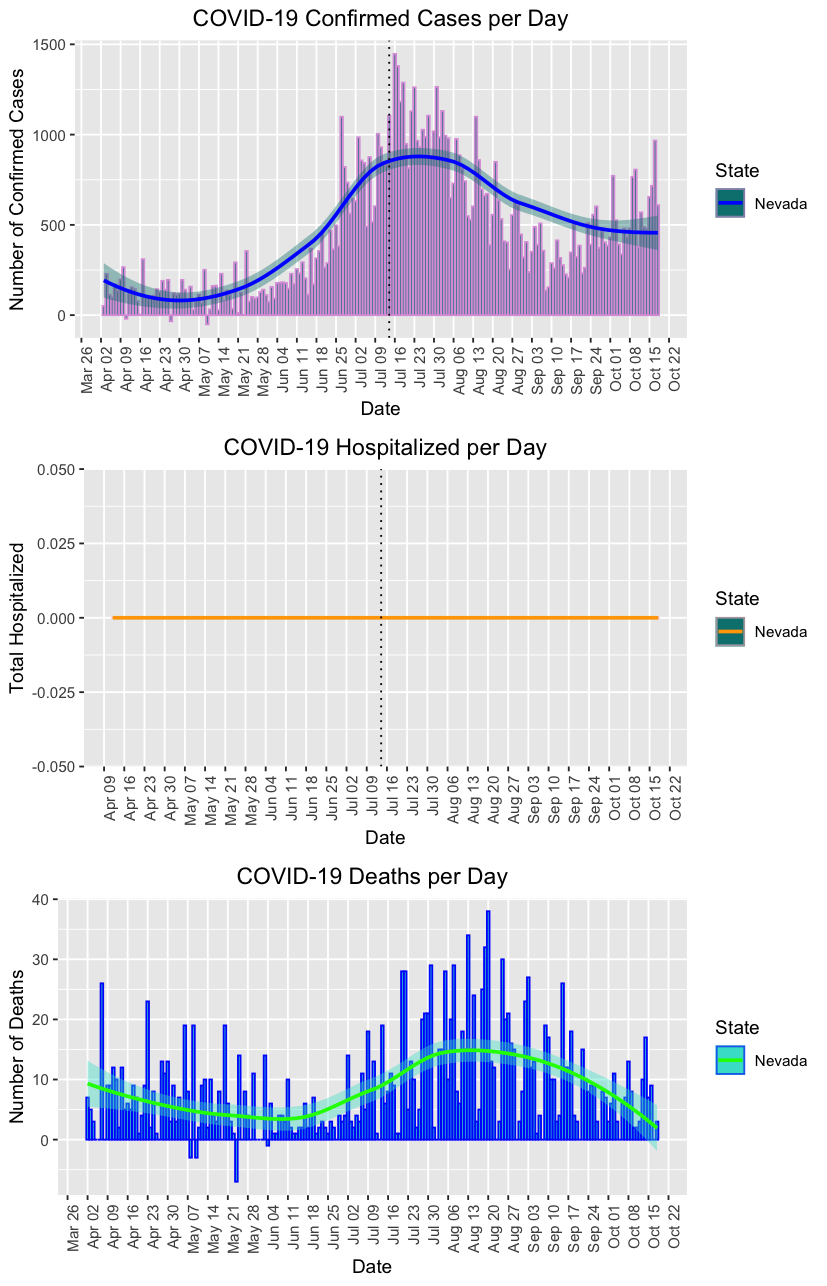 COVID-19 Confirmed Cases per Day
Number of Confirmed Cases
1500
1000
500
0
Mar 26
Apr 02
Apr 09
Apr 16
Apr 23
Apr 30
May 07
May 14
May 21
May 28
Jun 04
Jun 11
Jun 18
Jun 25
Jul 02
Jul 09
Jul 16
Jul 23
Jul 30
Aug 06
Aug 13
Aug 20
Aug 27
Sep 03
Sep 10
Sep 17
Sep 24
Oct 01
Oct 08
Oct 15
Oct 22
Date
State
Nevada
COVID-19 Hospitalized per Day
Total Hospitalized
0.050
0.025
0.000
-0.025
-0.050
Apr 09
Apr 16
Apr 23
Apr 30
May 07
May 14
May 21
May 28
Jun 04
Jun 11
Jun 18
Jun 25
Jul 02
Jul 09
Jul 16
Jul 23
Jul 30
Aug 06
Aug 13
Aug 20
Aug 27
Sep 03
Sep 10
Sep 17
Sep 24
Oct 01
Oct 08
Oct 15
Oct 22
Date
State
Nevada
COVID-19 Deaths per Day
Number of Deaths
40
30
20
10
0
Mar 26
Apr 02
Apr 09
Apr 16
Apr 23
Apr 30
May 07
May 14
May 21
May 28
Jun 04
Jun 11
Jun 18
Jun 25
Jul 02
Jul 09
Jul 16
Jul 23
Jul 30
Aug 06
Aug 13
Aug 20
Aug 27
Sep 03
Sep 10
Sep 17
Sep 24
Oct 01
Oct 08
Oct 15
Oct 22
Date
State
Nevada